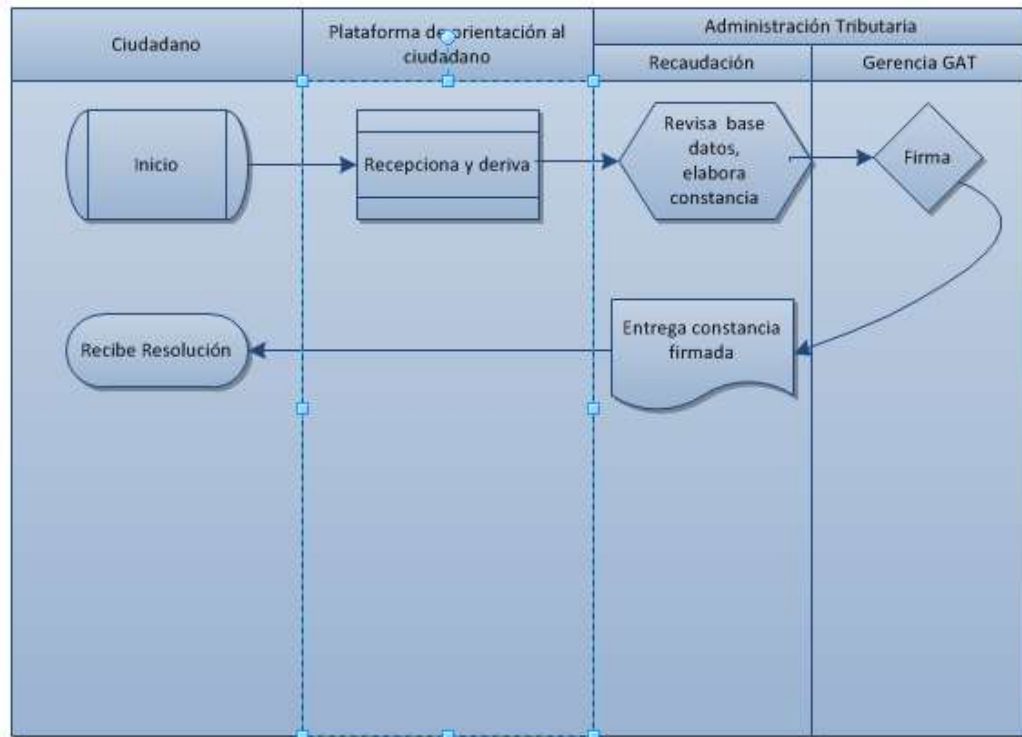 Ciudadano
Plataforma de orientación al
ciudadano
Administración Tributaria
Recaudación
Gerencia GAT
Inicio
Recepciona y deriva
Revisa base
datos,
elabora
constancia
Firma
Recibe Resolución
Entrega constancia
firmada